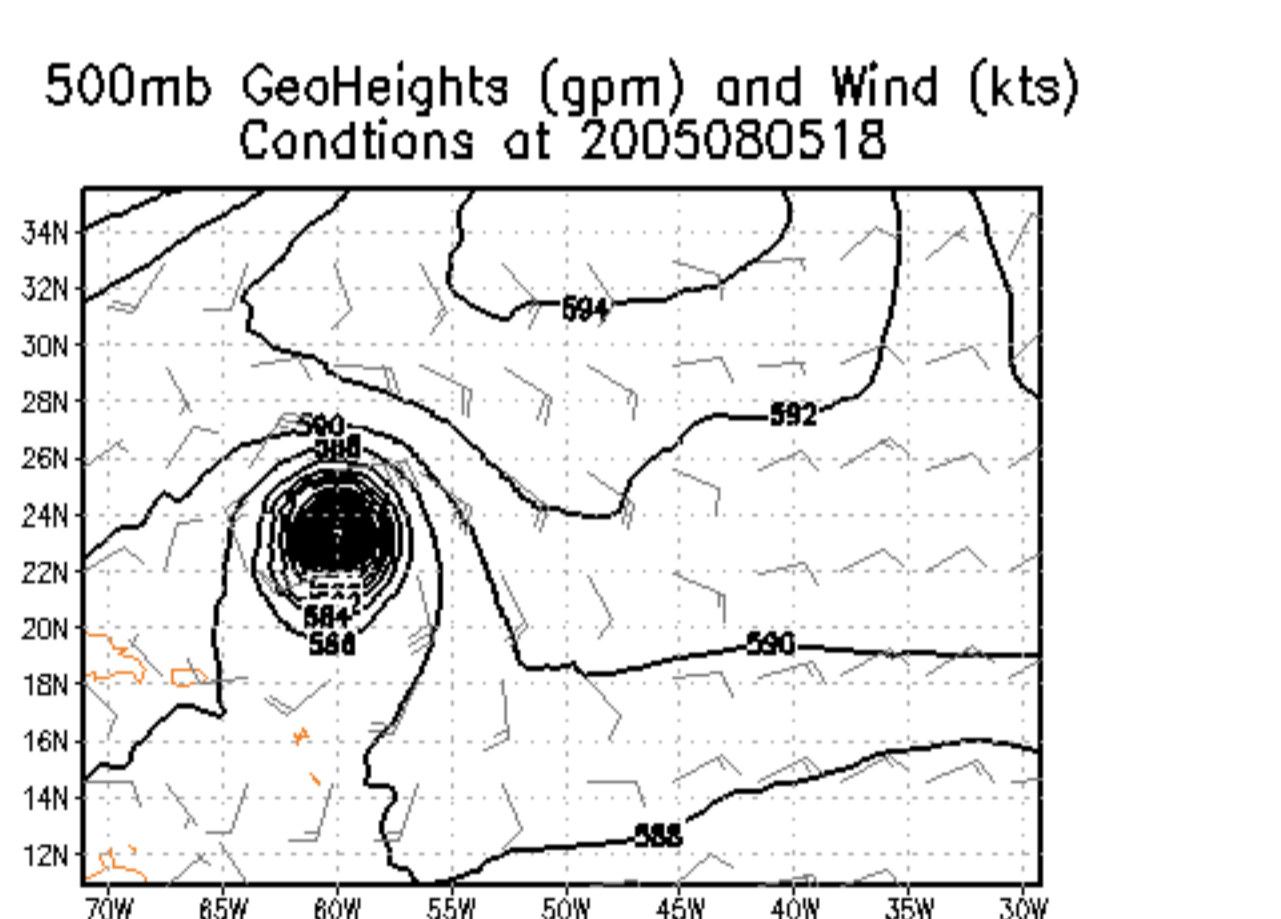 500mb GeoHeights (gpm) and Wind (kts)
Condtions at 2005080518
34N
32N
594
30N
28N
592
590
26N
24N
22N
584
20N
586
590
18N
16N
14N
588
12N
70W 65W 60W 55W 50W 45W 40W 35W 30W